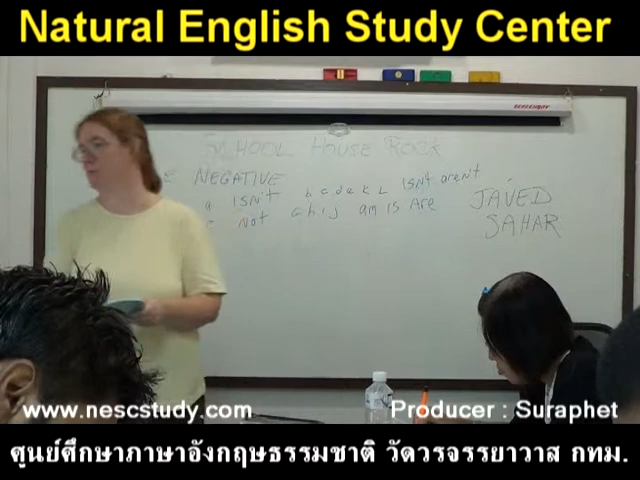 Natural English Study Center
SCHOOL HOUSE ROCK
NEGATIVE
a ISN't b c d e k L ISN't aren't
Not a h i j am is Are
JAVED
SAHAR
www.nescstudy.com Producer : Suraphet
ศูนย์ศึกษาภาษาอังกฤษธรรมชาติ วัดวรจรรยาวาส กทม.